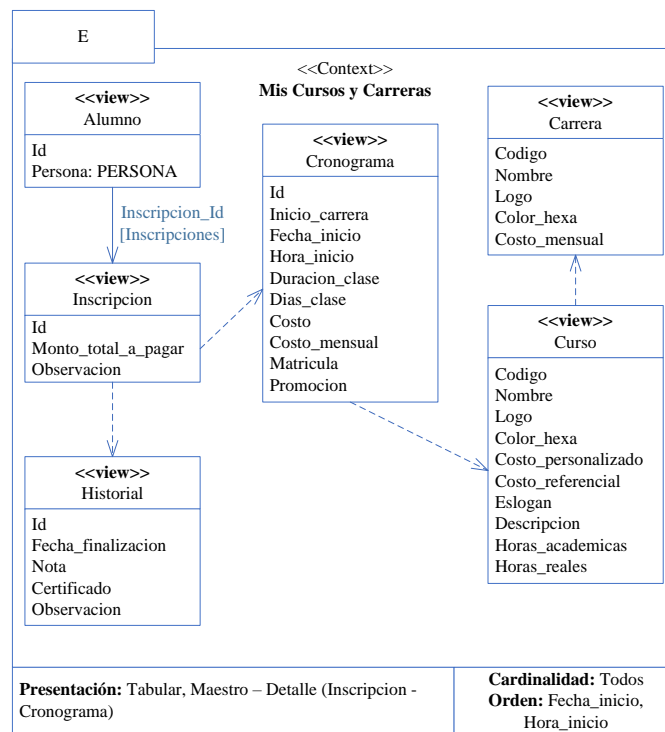 E
<<Context>>
Mis Cursos y Carreras
<<view>>
Alumno
Id
Persona: PERSONA
Inscripcion_Id
[Inscripciones]
<<view>>
Inscripcion
Id
Monto_total_a_pagar
Observacion
<<view>>
Historial
Id
Fecha_finalizacion
Nota
Certificado
Observacion
<<view>>
Cronograma
Id
Inicio_carrera
Fecha_inicio
Hora_inicio
Duracion_clase
Dias_clase
Costo
Costo_mensual
Matricula
Promocion
<<view>>
Carrera
Codigo
Nombre
Logo
Color_hexa
Costo_mensual
<<view>>
Curso
Codigo
Nombre
Logo
Color_hexa
Costo_personalizado
Costo_referencial
Eslogan
Descripcion
Horas_academicas
Horas_reales
Presentación: Tabular, Maestro – Detalle (Inscripcion -
Cronograma)
Cardinalidad: Todos
Orden: Fecha_inicio,
Hora_inicio